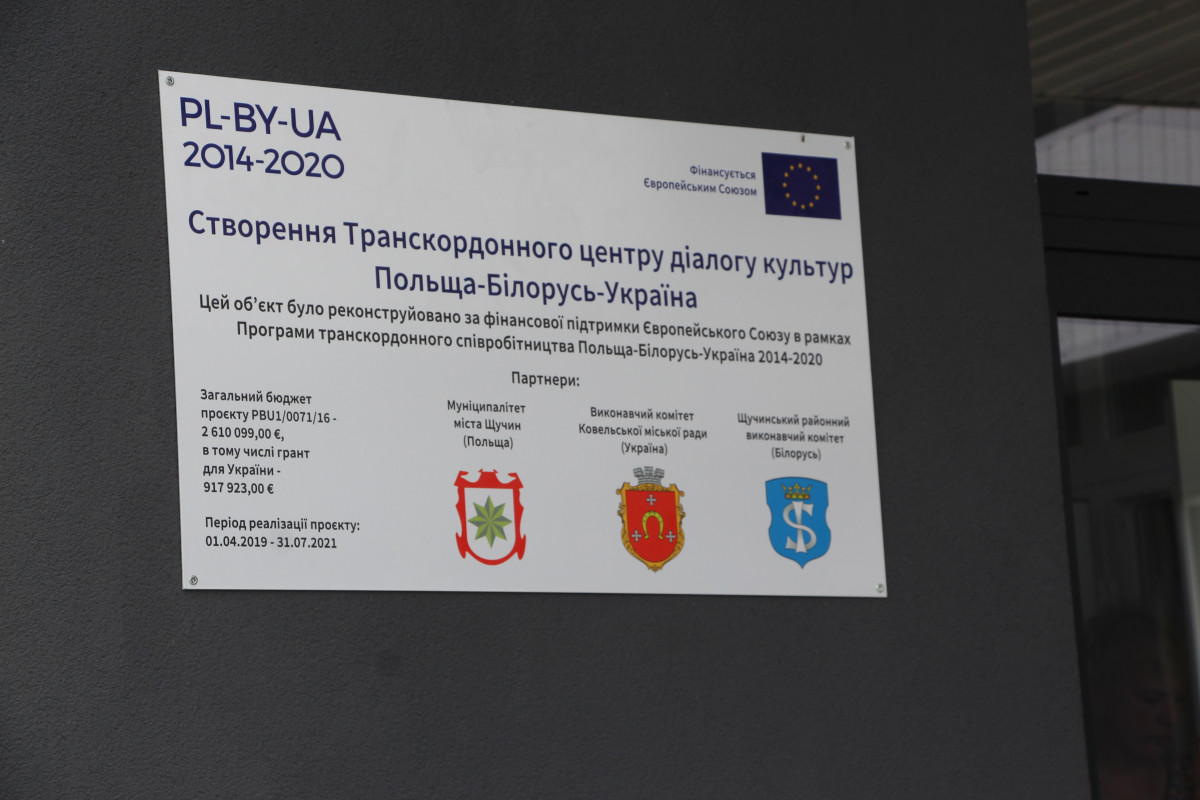 PL-BY-UA
2014-2020
Фінансується
Європейським Союзом
Створення Транскордонного центру діалогу культур
Польща-Білорусь-Україна
Цей об’єкт було реконструйовано за фінансової підтримки Європейського Союзу в рамках
Програми транскордонного співробітництва Польща-Білорусь-Україна 2014-2020
Партнери:
Загальний бюджет
проєкту PBU1/0071/16 -
2 610 099,00 €,
в тому числі грант
для України -
917 923,00 €
Період реалізації проєкту:
01.04.2019 - 31.07.2021
Муніципалітет
міста Щучин
(Польща)
Виконавчий комітет
Ковельської міської ради
(Україна)
Щучинський районний
виконавчий комітет
(Білорусь)